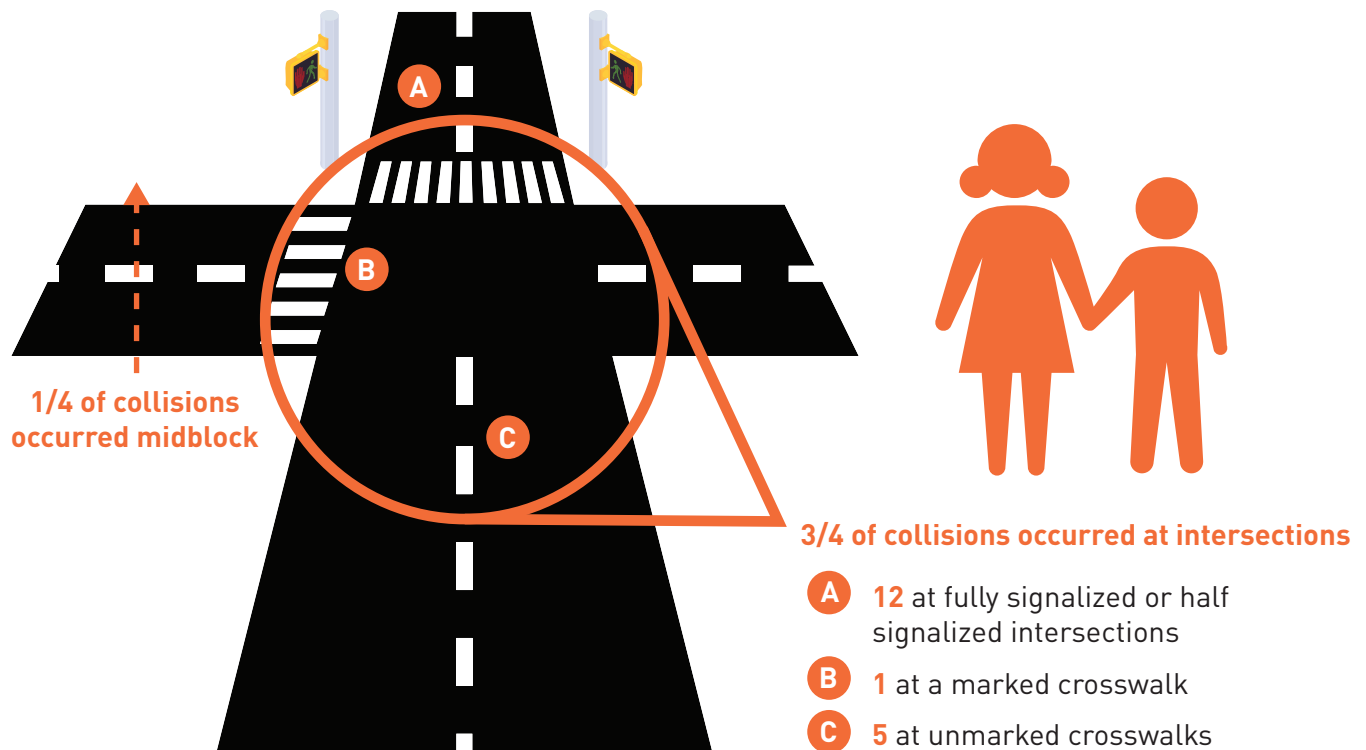 A
B
C
1/4 of collisions
occurred midblock
3/4 of collisions occurred at intersections
A 12 at fully signalized or half
signalized intersections
B 1 at a marked crosswalk
C 5 at unmarked crosswalks